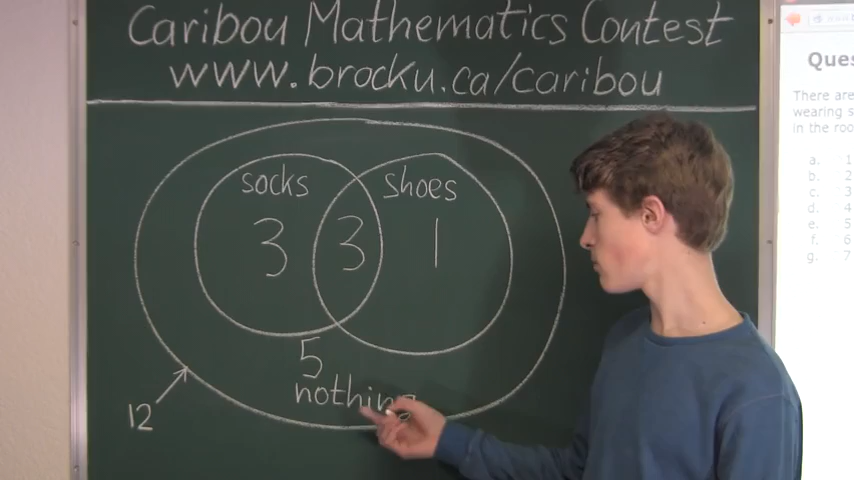 Caribou Mathematics Contest
www.brocku.ca/caribou
socks
shoes
3
3
1
5
nothing
12
Ques
There are
wearing s
in the roo
a. 1
b. 2
c. 3
d. 4
e. 5
f. 6
g. 7